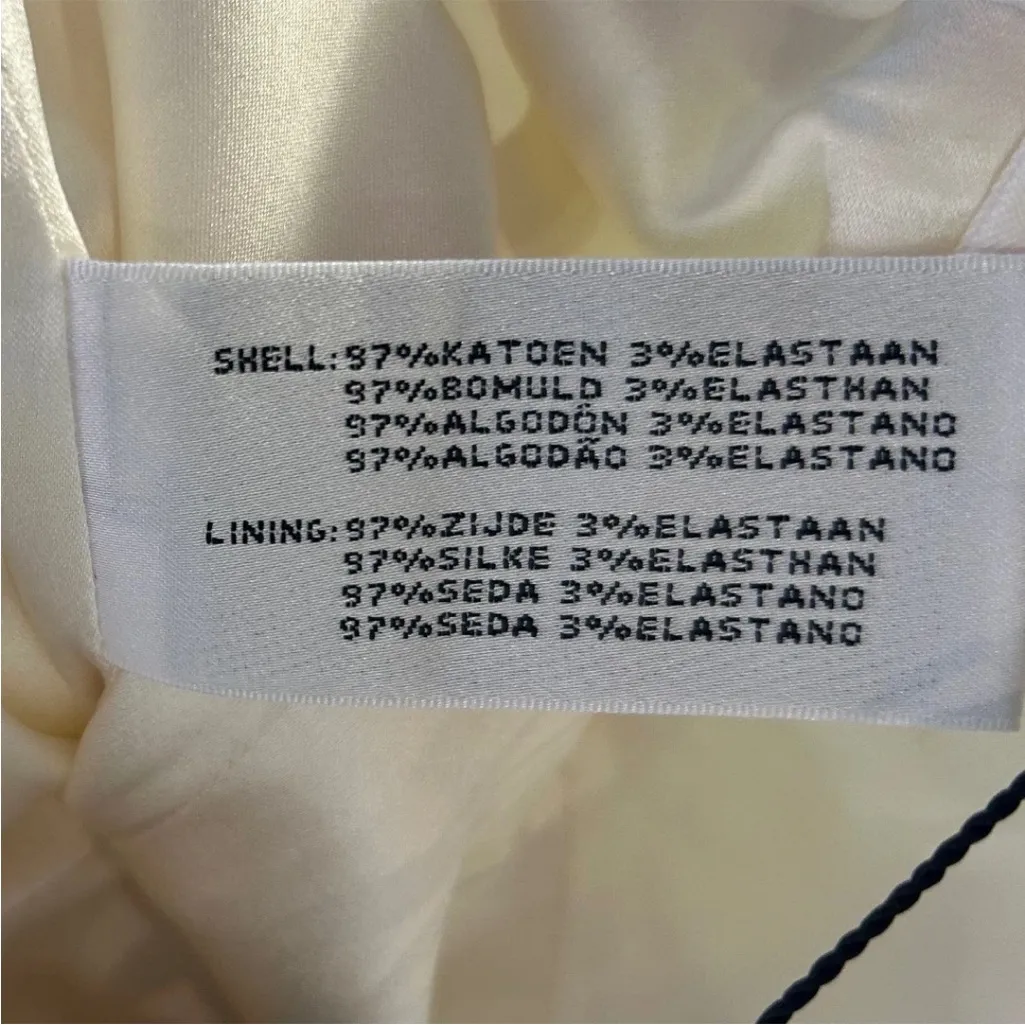 SHELL:97%KATOEN 3%ELASTAAN
97%BOMULD 3%ELASTHAN
97%ALGODÓN 3%ELASTANO
97%ALGODÃO 3%ELASTANO
LINING:97%ZIJDE 3%ELASTAAN
97%SILKE 3%ELASTHAN
97%SEDA 3%ELASTANO
97%SEDA 3%ELASTANO